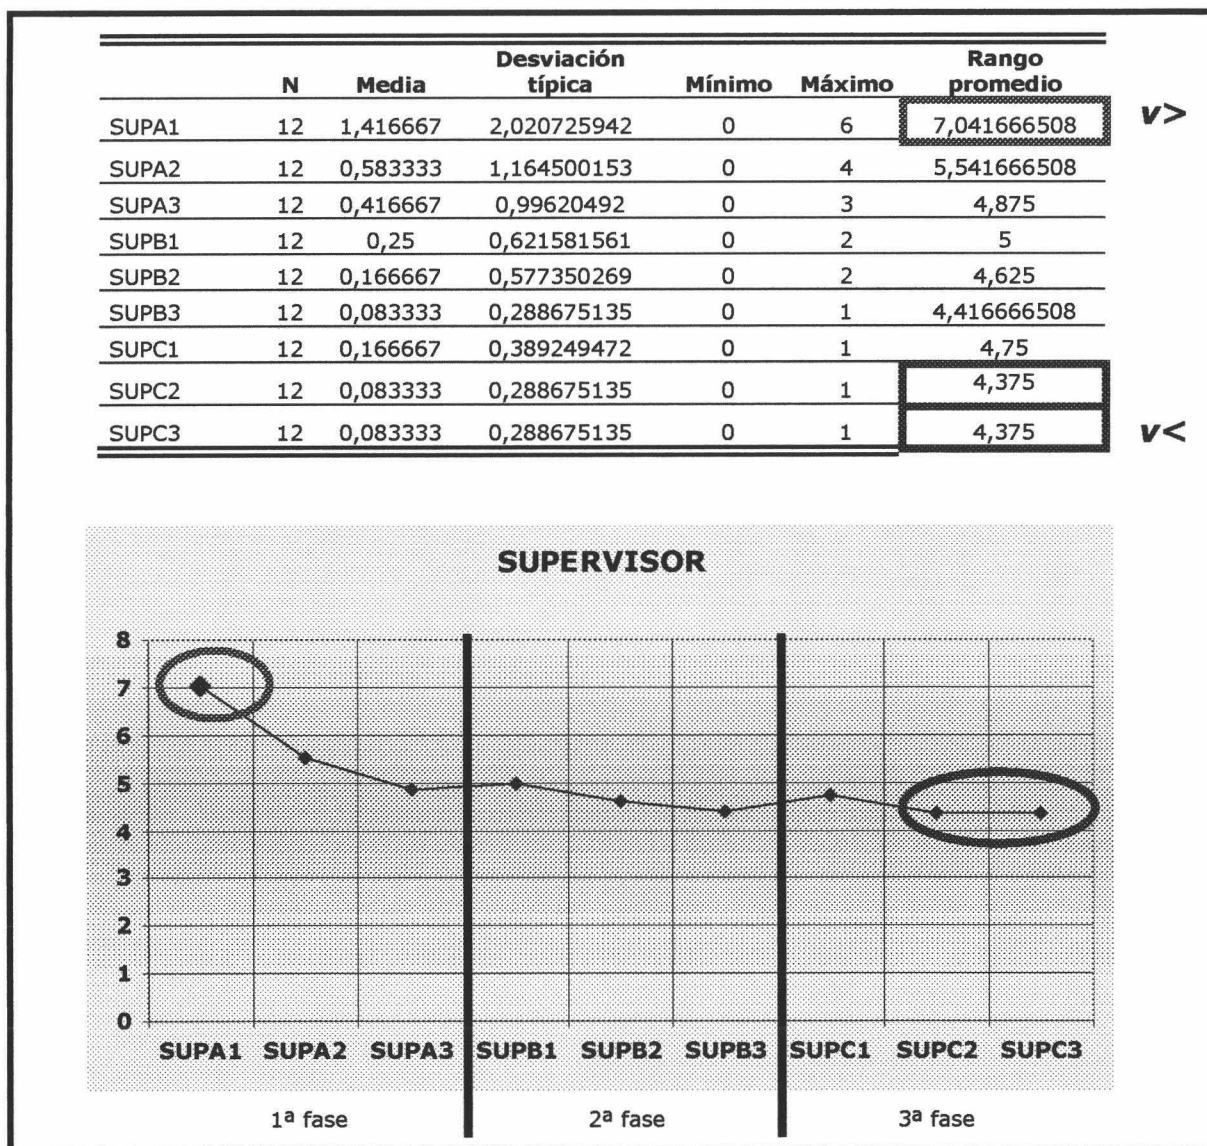 Desviación Rango
N Media típica Mínimo Máximo promedio
SUPA1 12 1,416667 2,020725942 0 6 7,041666508 v>
SUPA2 12 0,583333 1,164500153 0 4 5,541666508
SUPA3 12 0,416667 0,99620492 0 3 4,875
SUPB1 12 0,25 0,621581561 0 2 5
SUPB2 12 0,166667 0,577350269 0 2 4,625
SUPB3 12 0,083333 0,288675135 0 1 4,416666508
SUPC1 12 0,166667 0,389249472 0 1 4,75
SUPC2 12 0,083333 0,288675135 0 1 4,375
SUPC3 12 0,083333 0,288675135 0 1 4,375 v<
SUPERVISOR
8
7
6
5
4
3
2
1
0
SUPA1 SUPA2 SUPA3 SUPB1 SUPB2 SUPB3 SUPC1 SUPC2 SUPC3
1ª fase 2ª fase 3ª fase